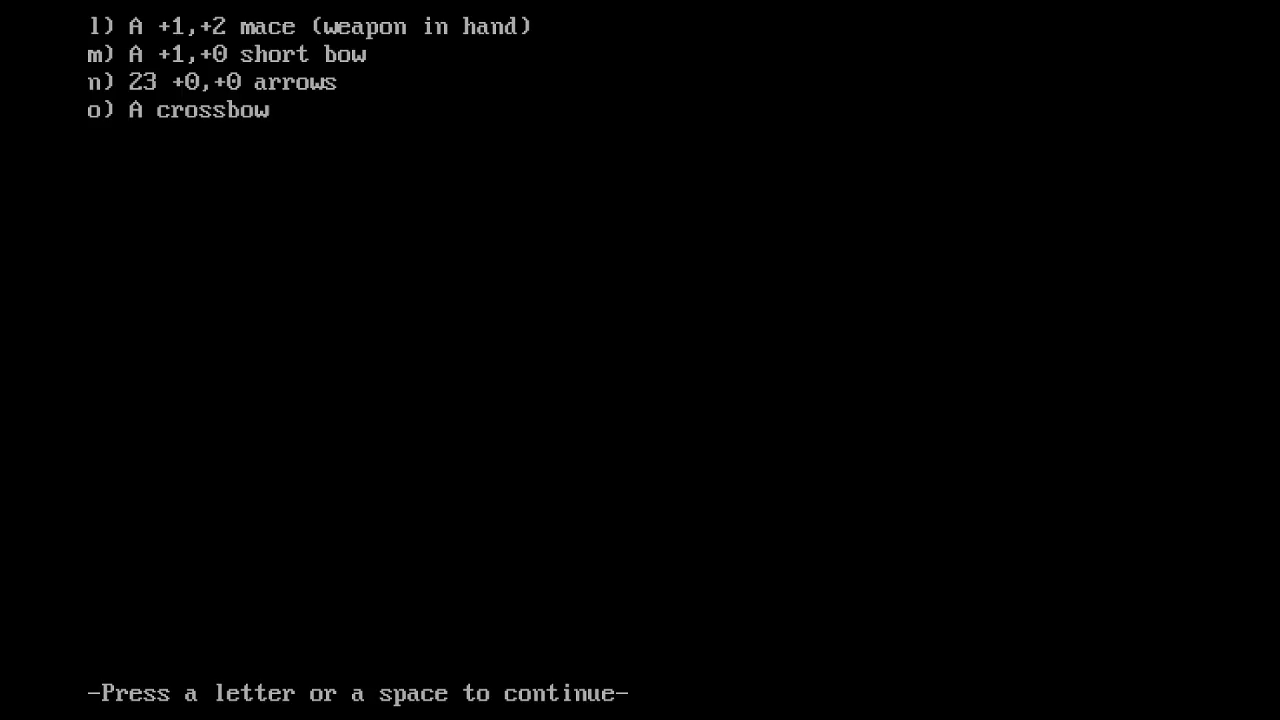 l) A +1,+2 mace (weapon in hand)
m) A +1,+0 short bow
n) 23 +0,+0 arrows
o) A crossbow
-Press a letter or a space to continue-